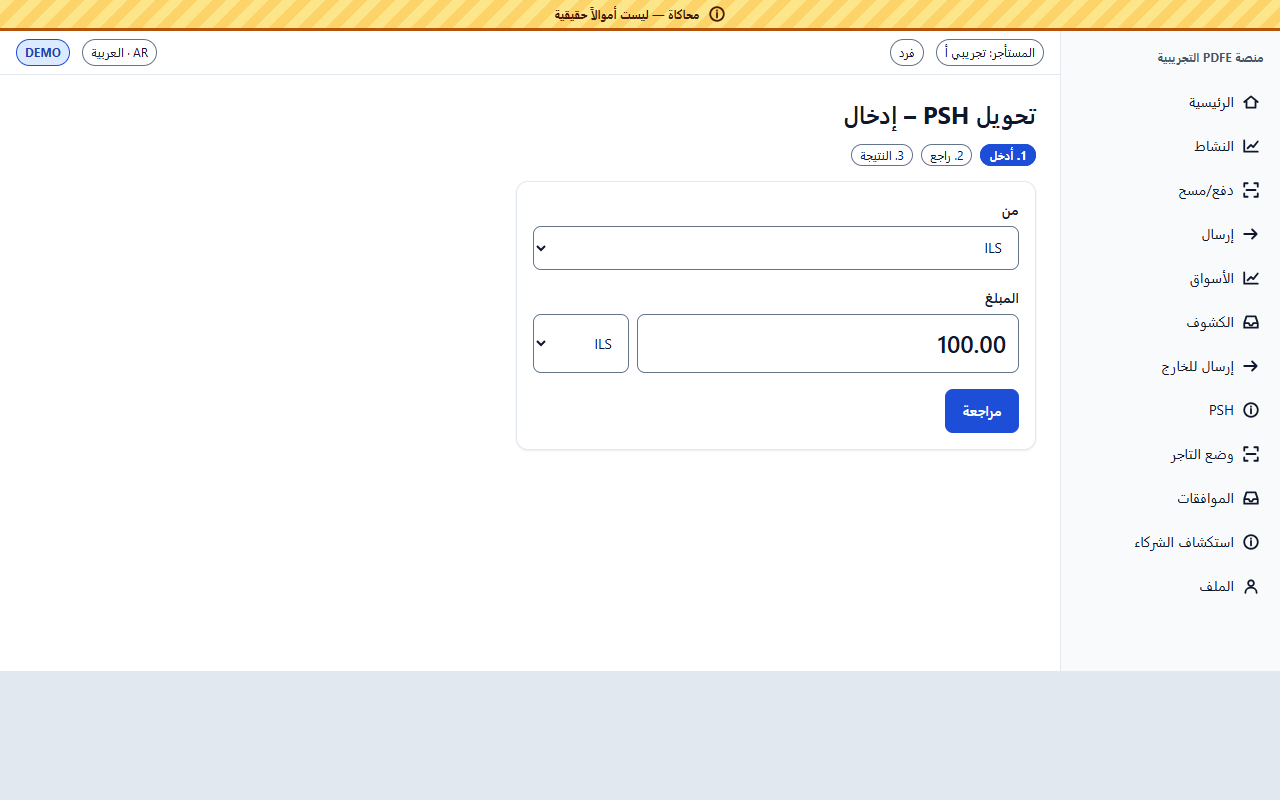 محاكاة — ليست أموالاً حقيقية
منصة PDFE التجريبية
الرئيسية
النشاط
دفع/مسح
إرسال
الأسواق
الكشوف
إرسال للخارج
PSH
وضع التاجر
الموافقات
استكشاف الشركاء
الملف
المستأجر: تجريبي أ
فرد
AR · العربية
DEMO
تحويل PSH – إدخال
1. أدخل
2. راجع
3. النتيجة
من
ILS
المبلغ
100.00
ILS
مراجعة